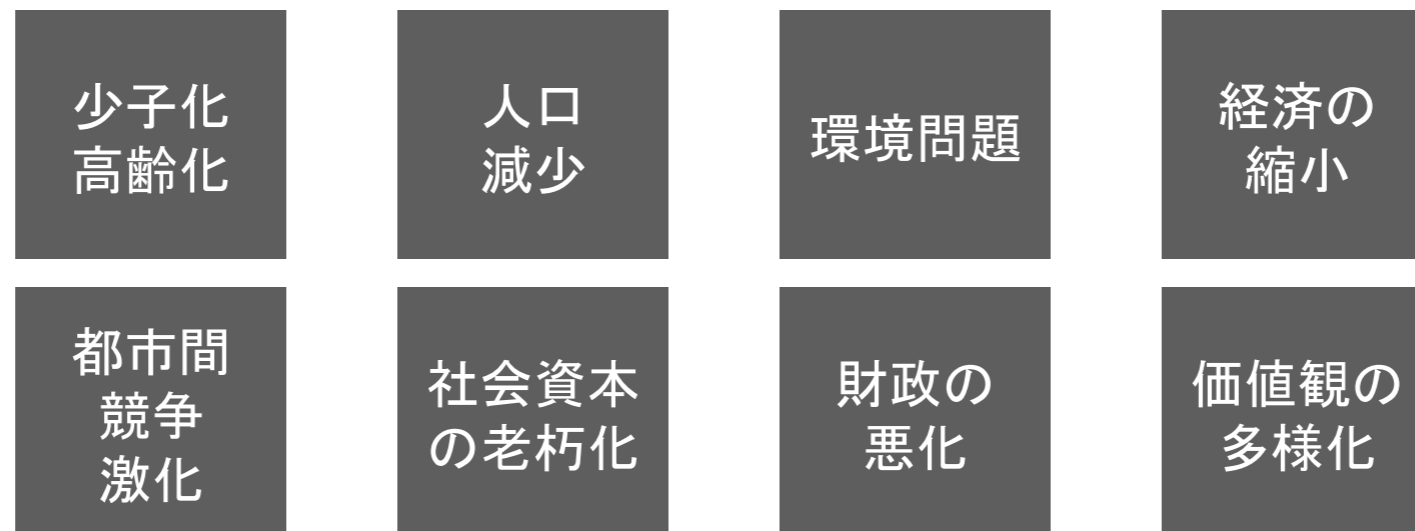 少子化
高齢化
人口
減少
環境問題
経済の
縮小
都市間
競争
激化
社会資本
の老朽化
財政の
悪化
価値観の
多様化